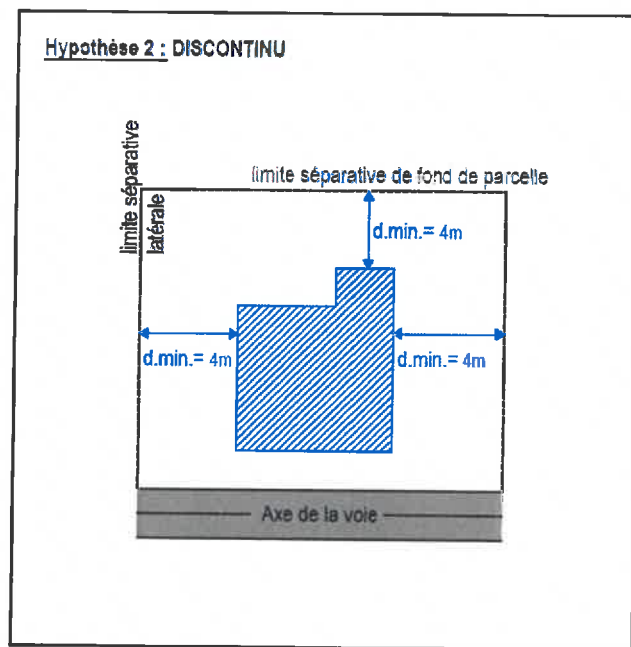 Hypothèse 2 : DISCONTINU
limite séparative
latérale
limite séparative de fond de parcelle
d.min.= 4m
d.min.= 4m
d.min.= 4m
Axe de la voie